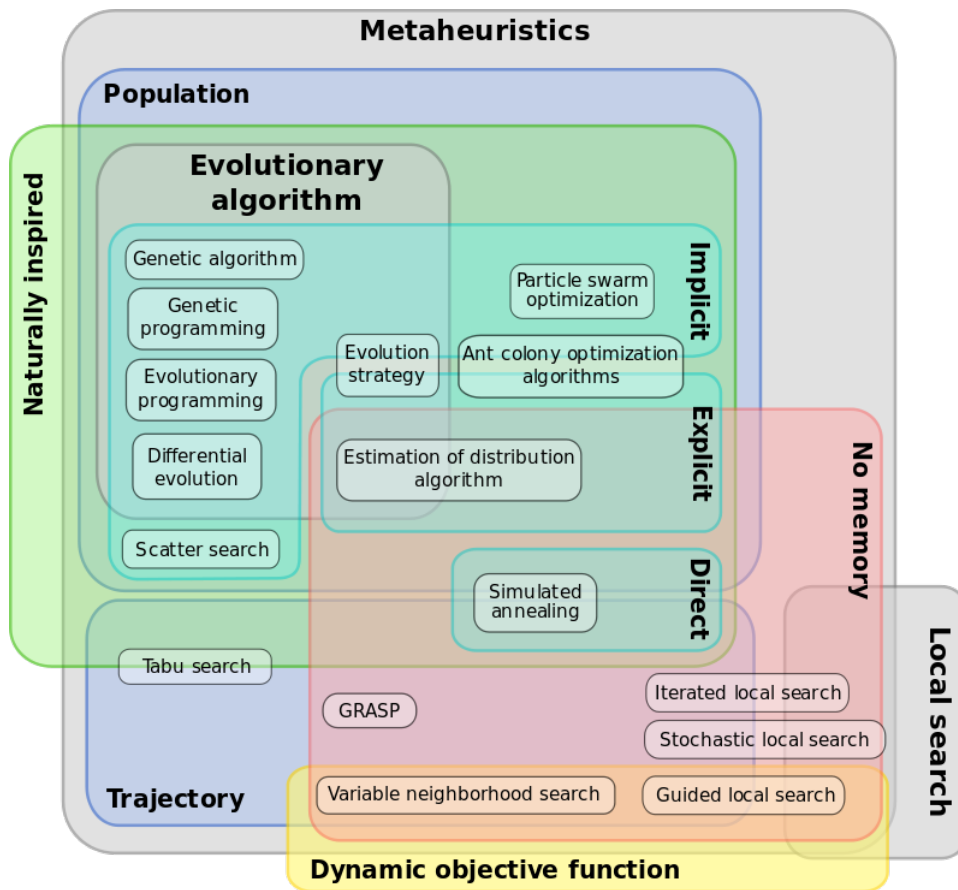 Metaheuristics
Population
Evolutionary
algorithm
Naturally inspired
Implicit
Genetic algorithm
Particle swarm
optimization
Genetic
programming
Evolution
strategy
Ant colony optimization
algorithms
Evolutionary
programming
Explicit
No memory
Differential
evolution
Estimation of distribution
algorithm
Scatter search
Direct
Simulated
annealing
Local search
Tabu search
Iterated local search
GRASP
Stochastic local search
Trajectory
Variable neighborhood search
Guided local search
Dynamic objective function